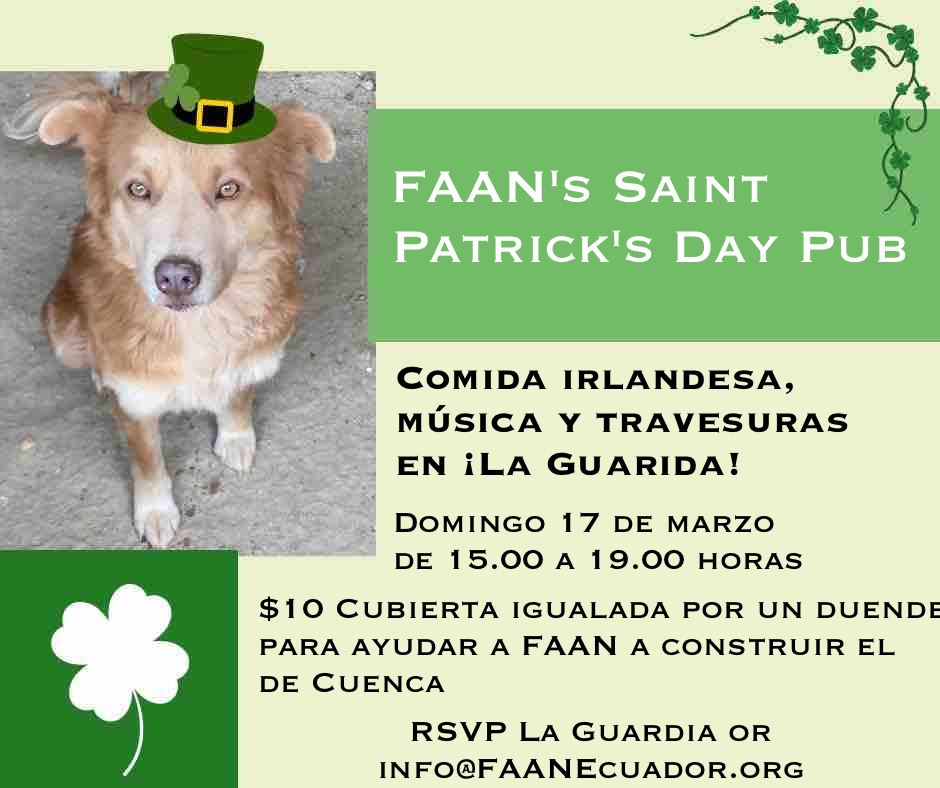 FAAN's Saint
Patrick's Day Pub
Comida irlandesa,
música y travesuras
en ¡La Guarida!
Domingo 17 de marzo
de 15.00 a 19.00 horas
$10 Cubierta igualada por un duende
para ayudar a FAAN a construir el
de Cuenca
RSVP La Guardia or
info@FAANEcuador.org